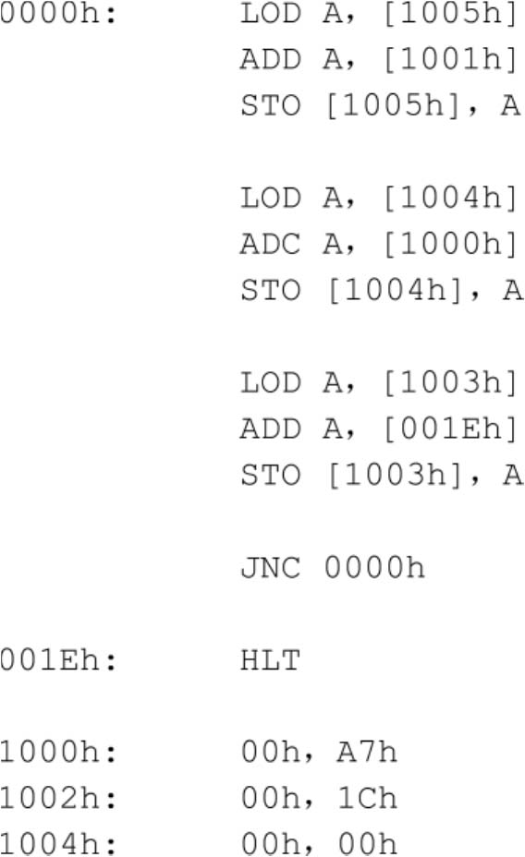 0000h: LOD A, [1005h]
ADD A, [1001h]
STO [1005h], A
LOD A, [1004h]
ADC A, [1000h]
STO [1004h], A
LOD A, [1003h]
ADD A, [001Eh]
STO [1003h], A
JNC 0000h
001Eh: HLT
1000h: 00h, A7h
1002h: 00h, 1Ch
1004h: 00h, 00h